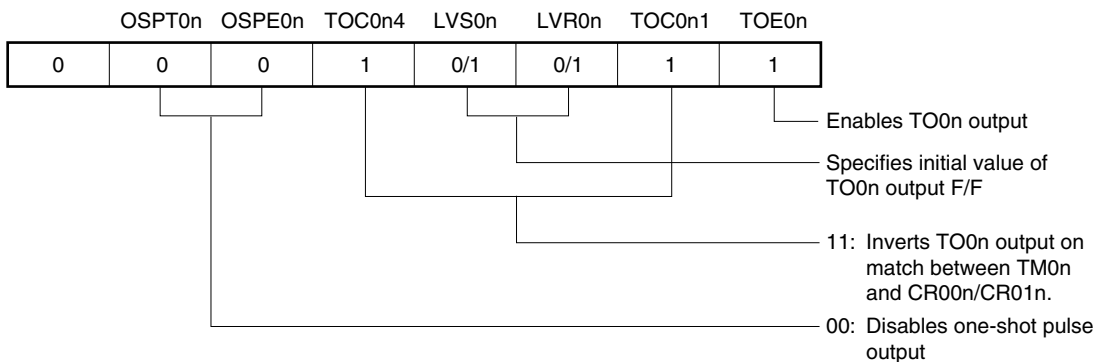 OSPT0n OSPE0n TOC0n4 LVS0n LVR0n TOC0n1 TOE0n
0 0 0 1 0/1 0/1 1 1
Enables TO0n output
Specifies initial value of
TO0n output F/F
11: Inverts TO0n output on
match between TM0n
and CR00n/CR01n.
00: Disables one-shot pulse
output